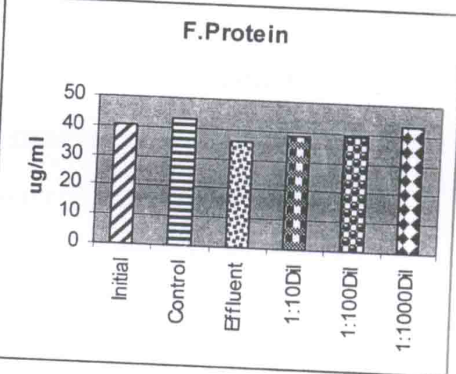 F.Protein
ug/ml
50
40
30
20
10
0
Initial
Control
Effluent
1:10Dil
1:100Dil
1:1000Dil